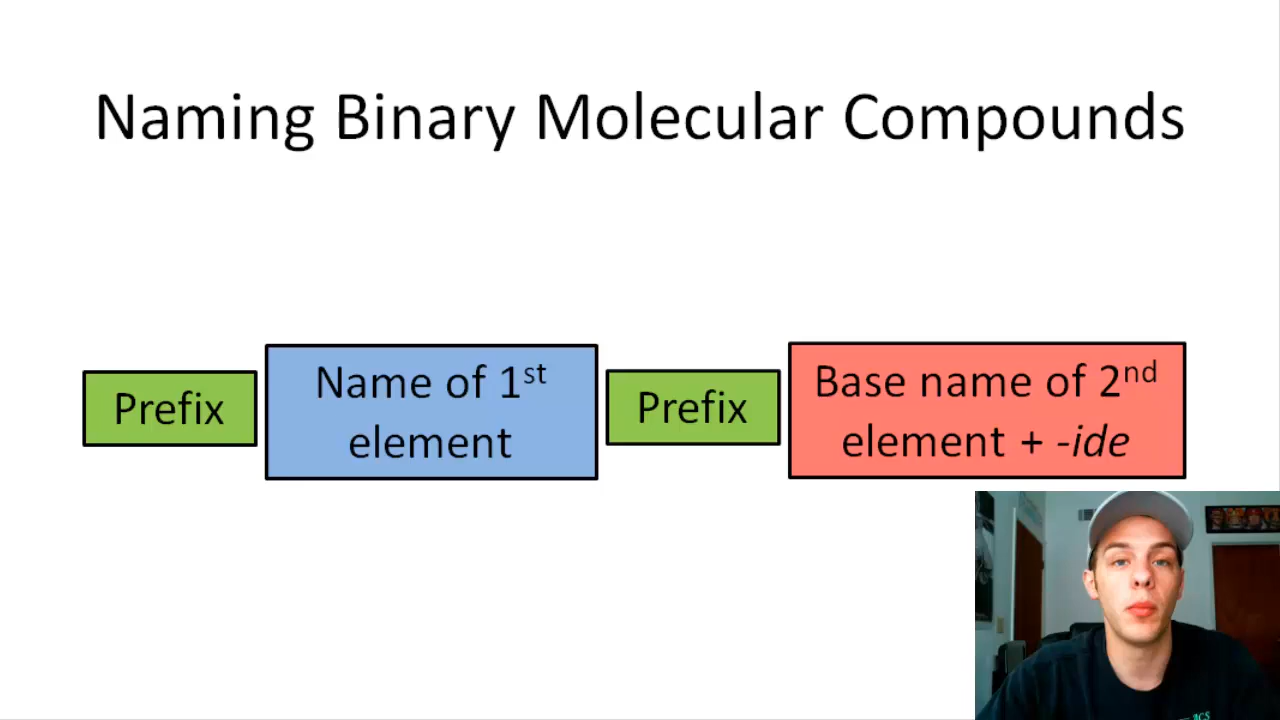 Naming Binary Molecular Compounds
Prefix
Name of 1st
element
Prefix
Base name of 2nd
element + -ide